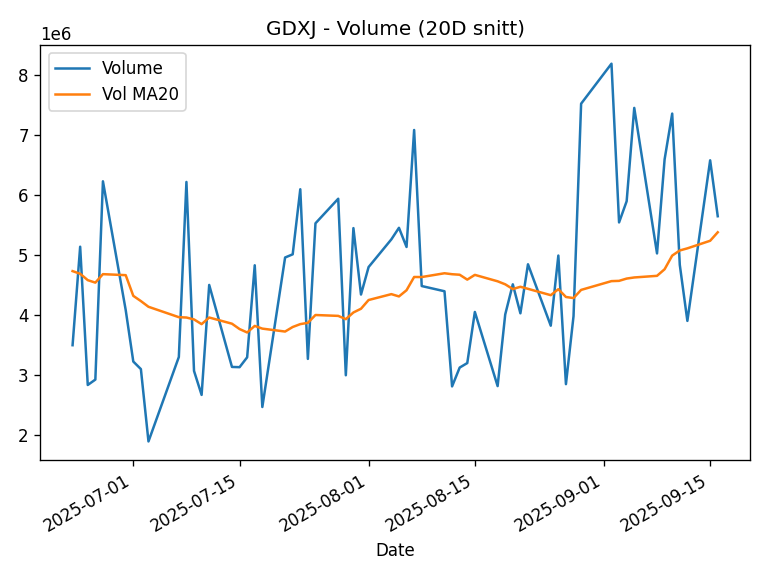 GDXJ - Volume (20D snitt)
1e6
Volume
Vol MA20
8
7
6
5
4
3
2
2025-07-01
2025-07-15
2025-08-01
2025-08-15
2025-09-01
2025-09-15
Date